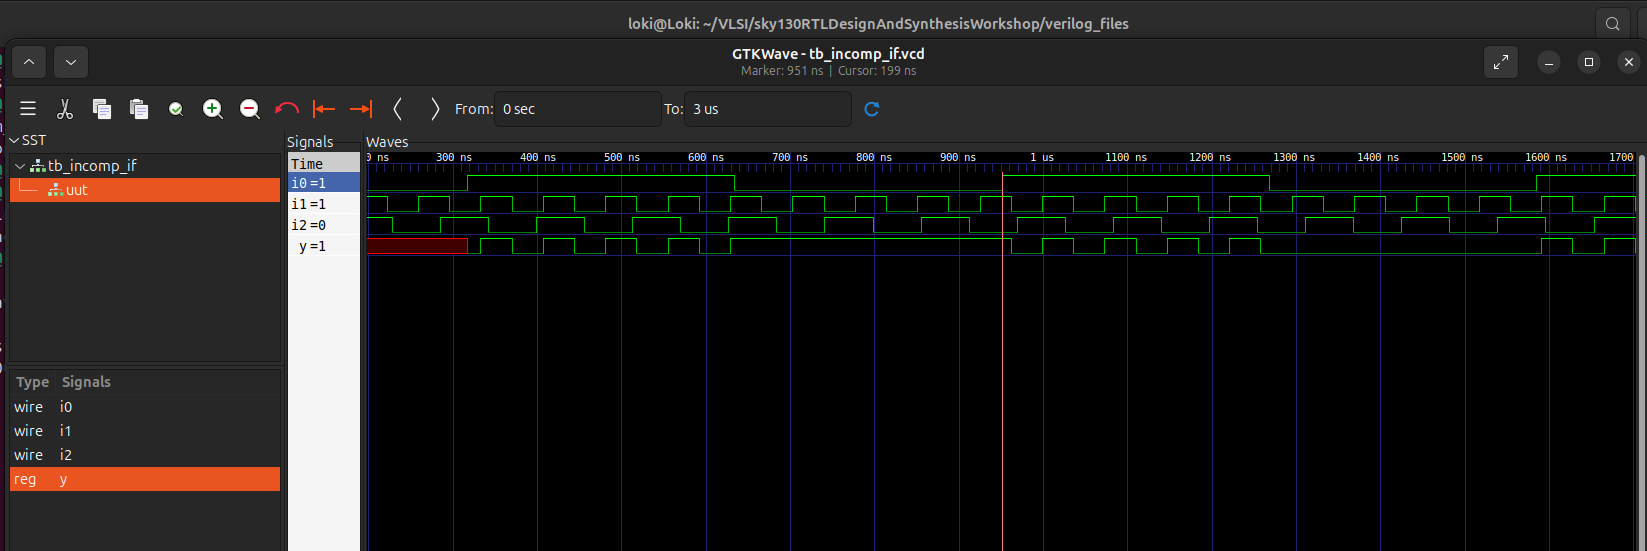 loki@Loki: ~/VLSI/sky130RTLDesignAndSynthesisWorkshop/verilog_files
GTKWave - tb_incomp_if.vcd
Marker: 951 ns | Cursor: 199 ns
From: 0 sec To: 3 us
SST
tb_incomp_if
uut
Signals
Time
i0=1
i1=1
i2=0
y=1
Waves
0 ns 300 ns 400 ns 500 ns 600 ns 700 ns 800 ns 900 ns 1 us 1100 ns 1200 ns 1300 ns 1400 ns 1500 ns 1600 ns 1700
Type Signals
wire i0
wire i1
wire i2
reg y